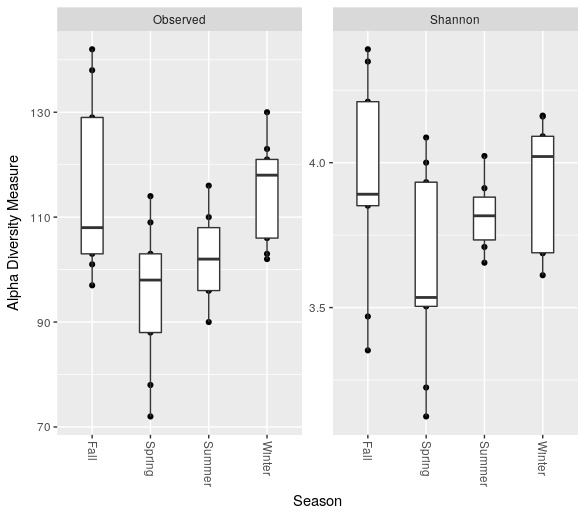 Observed
Shannon
Alpha Diversity Measure
130
110
90
70
4.0
3.5
Fall
Spring
Summer
Winter
Fall
Spring
Summer
Winter
Season